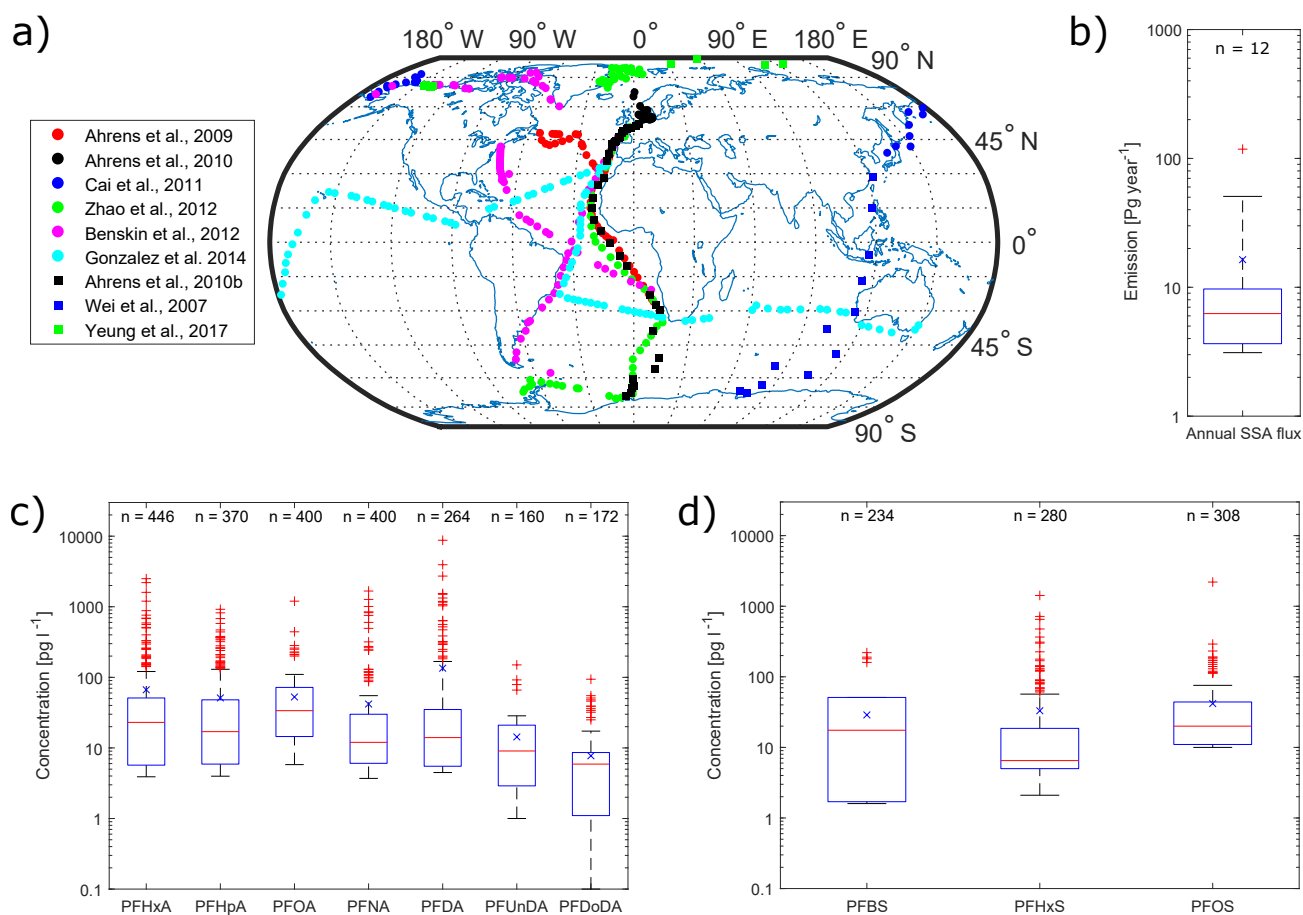 a)
180° W 90° W 0° 90° E 180° E
90° N
45° N
0°
45° S
90° S
Ahrens et al., 2009
Ahrens et al., 2010
Cai et al., 2011
Zhao et al., 2012
Benskin et al., 2012
Gonzalez et al. 2014
Ahrens et al., 2010b
Wei et al., 2007
Yeung et al., 2017
b)
n = 12
Emission [Pg year⁻¹]
1000
100
10
1
Annual SSA flux
c)
n = 446 n = 370 n = 400 n = 400 n = 264 n = 160 n = 172
Concentration [pg l⁻¹]
10000
1000
100
10
1
0.1
PFHxA PFHpA PFOA PFNA PFDA PFUnDA PFDoDA
d)
n = 234 n = 280 n = 308
Concentration [pg l⁻¹]
10000
1000
100
10
1
0.1
PFBS PFHxS PFOS